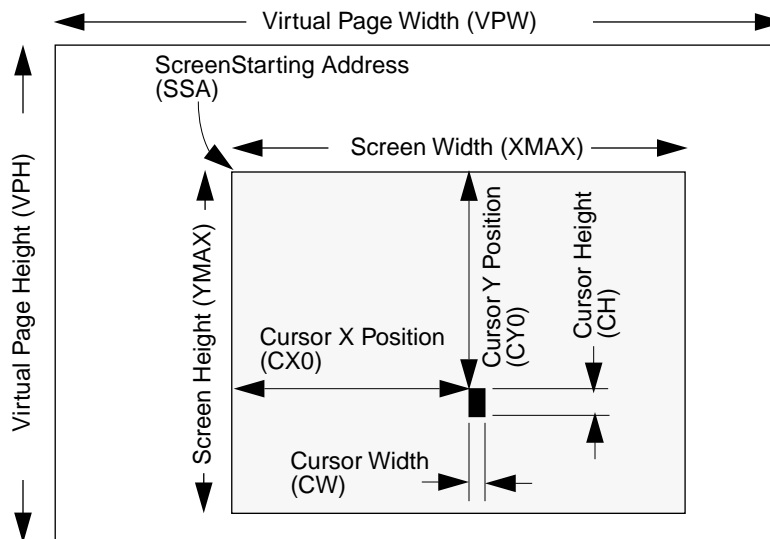 Virtual Page Width (VPW)
ScreenStarting Address
(SSA)
Screen Width (XMAX)
Virtual Page Height (VPH)
Screen Height (YMAX)
Cursor Y Position
(CY0)
Cursor Height
(CH)
Cursor X Position
(CX0)
Cursor Width
(CW)